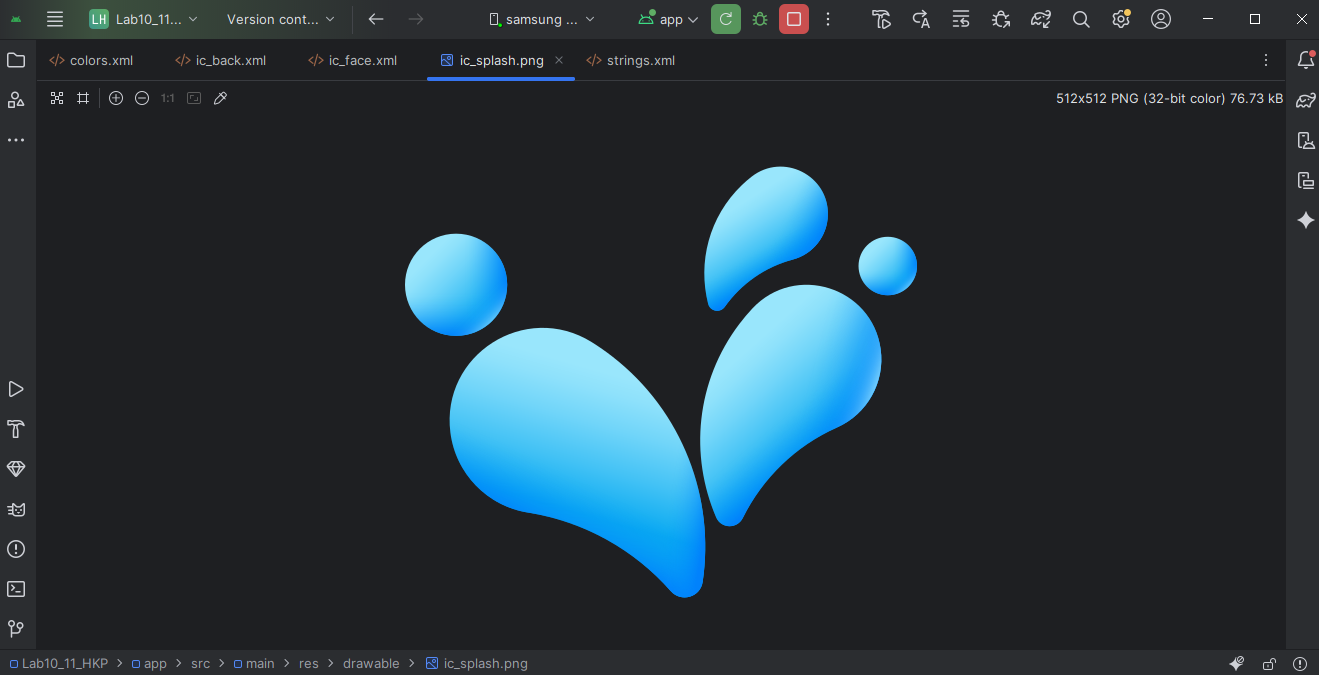 LH Lab10_11... Version cont... samsung ... app
colors.xml ic_back.xml ic_face.xml ic_splash.png strings.xml
1:1 512x512 PNG (32-bit color) 76.73 kB
Lab10_11_HKP app src main res drawable ic_splash.png